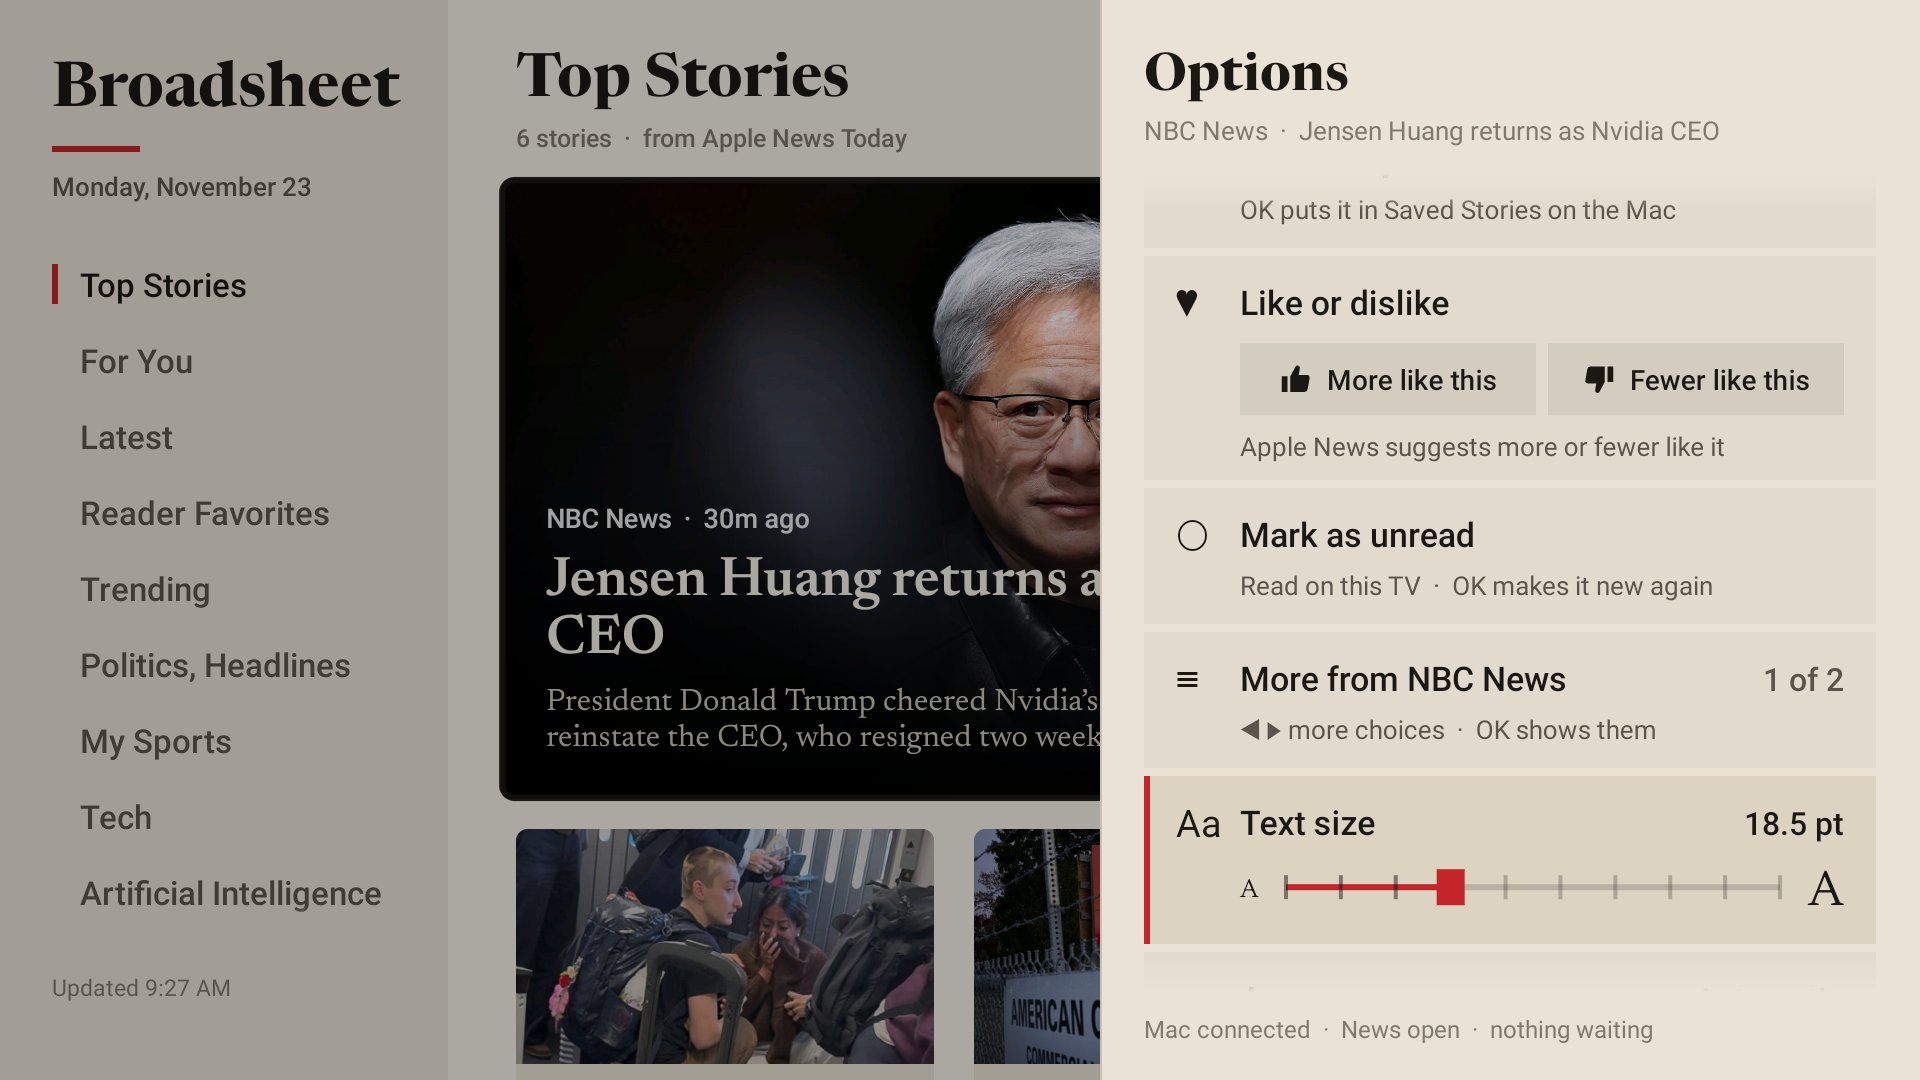 Broadsheet
Monday, November 23
Top Stories
For You
Latest
Reader Favorites
Trending
Politics, Headlines
My Sports
Tech
Artificial Intelligence
Updated 9:27 AM
Top Stories
6 stories · from Apple News Today
NBC News · 30m ago
Jensen Huang returns a
CEO
President Donald Trump cheered Nvidia’s
reinstate the CEO, who resigned two week
AMERICAN
COMMERCIAL
Options
NBC News · Jensen Huang returns as Nvidia CEO
OK puts it in Saved Stories on the Mac
Like or dislike
More like this
Fewer like this
Apple News suggests more or fewer like it
Mark as unread
Read on this TV · OK makes it new again
More from NBC News 1 of 2
more choices · OK shows them
Aa Text size 18.5 pt
A A
Mac connected · News open · nothing waiting